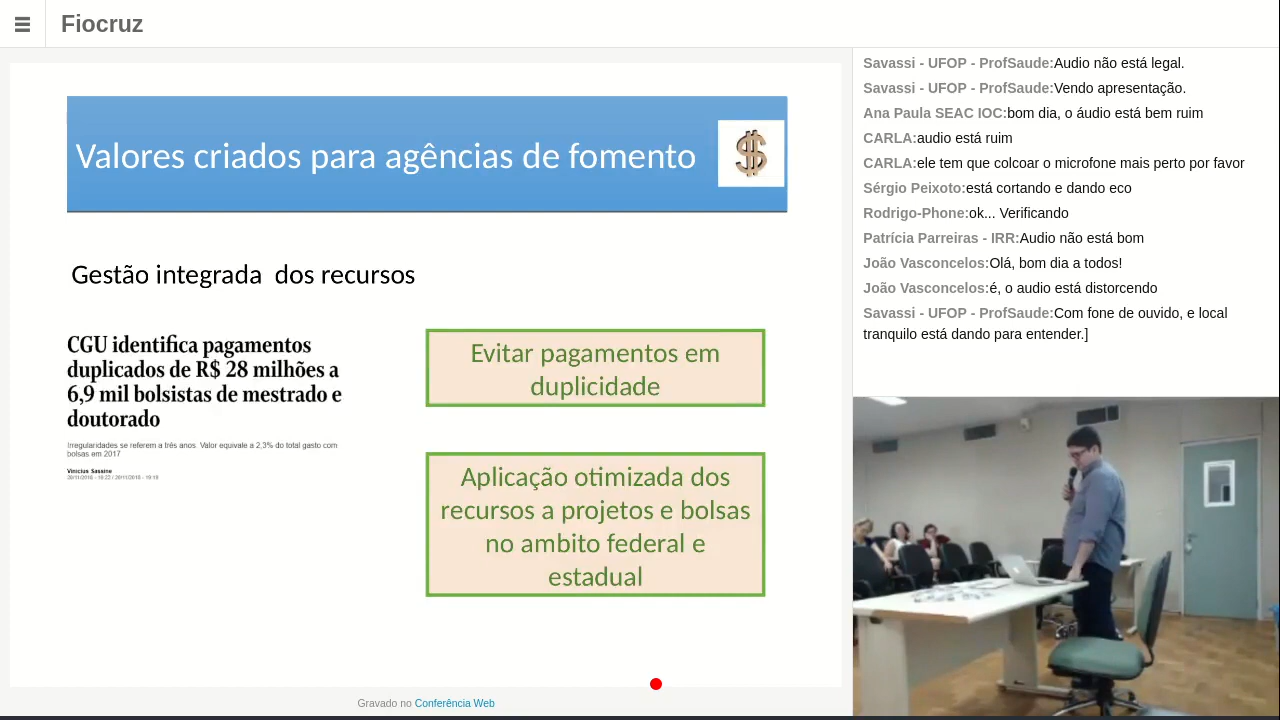 Fiocruz
Valores criados para agências de fomento
Gestão integrada  dos recursos
CGU identifica pagamentos
duplicados de R$ 28 milhões a
6,9 mil bolsistas de mestrado e
doutorado
Irregularidades se referem a três anos. Valor equivale a 2,3% do total gasto com
bolsas em 2017
Vinicius Sassine
Evitar pagamentos em
duplicidade
Aplicação otimizada dos
recursos a projetos e bolsas
no ambito federal e
estadual
Gravado no Conferência Web
Savassi - UFOP - ProfSaude:Audio não está legal.
Savassi - UFOP - ProfSaude:Vendo apresentação.
Ana Paula SEAC IOC:bom dia, o áudio está bem ruim
CARLA:audio está ruim
CARLA:ele tem que colcoar o microfone mais perto por favor
Sérgio Peixoto:está cortando e dando eco
Rodrigo-Phone:ok... Verificando
Patrícia Parreiras - IRR:Audio não está bom
João Vasconcelos:Olá, bom dia a todos!
João Vasconcelos:é, o audio está distorcendo
Savassi - UFOP - ProfSaude:Com fone de ouvido, e local
tranquilo está dando para entender.]